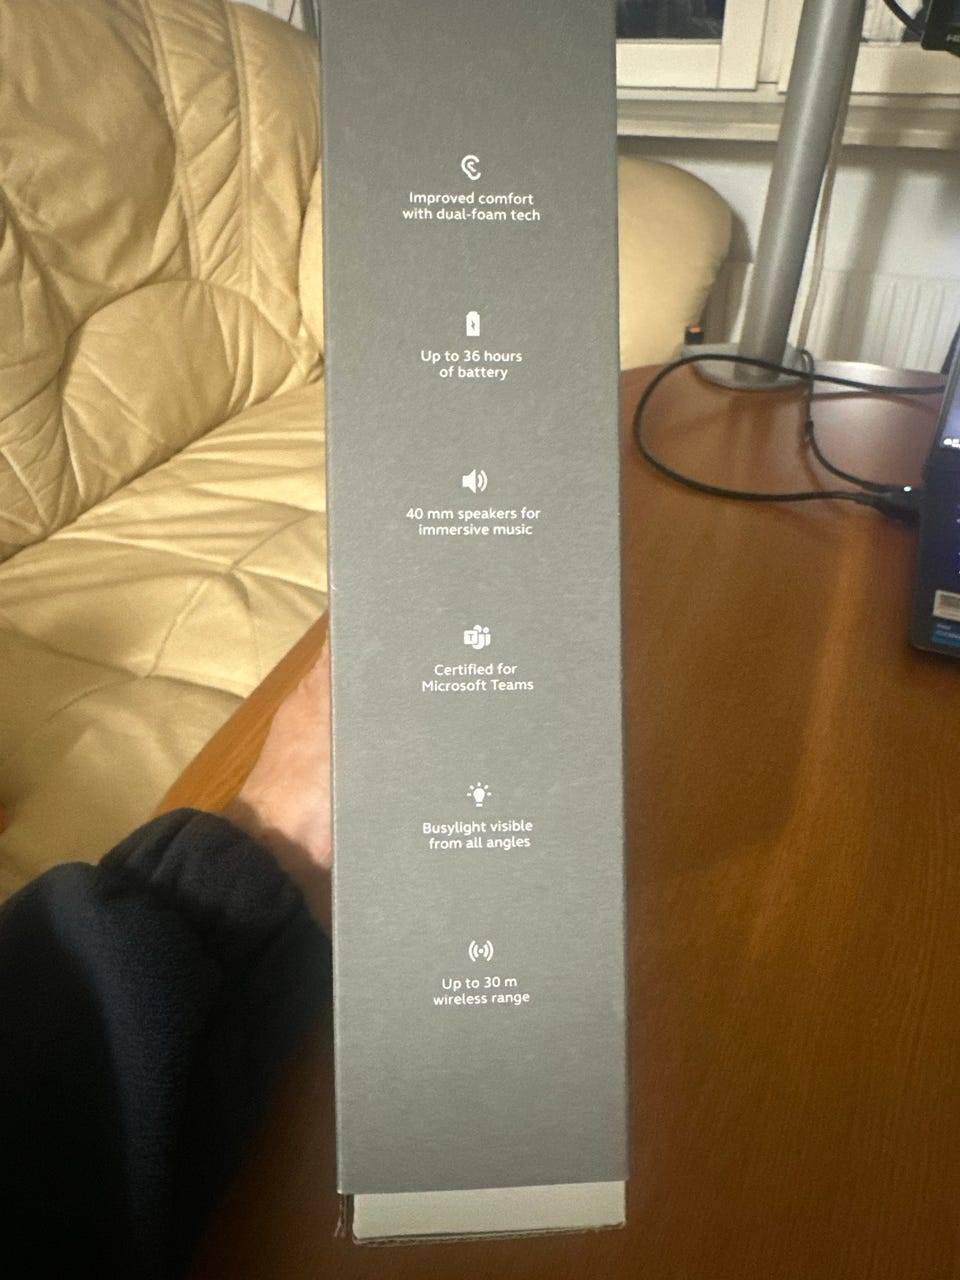 Improved comfort
with dual-foam tech
Up to 36 hours
of battery
40 mm speakers for
immersive music
Certified for
Microsoft Teams
Busylight visible
from all angles
Up to 30 m
wireless range